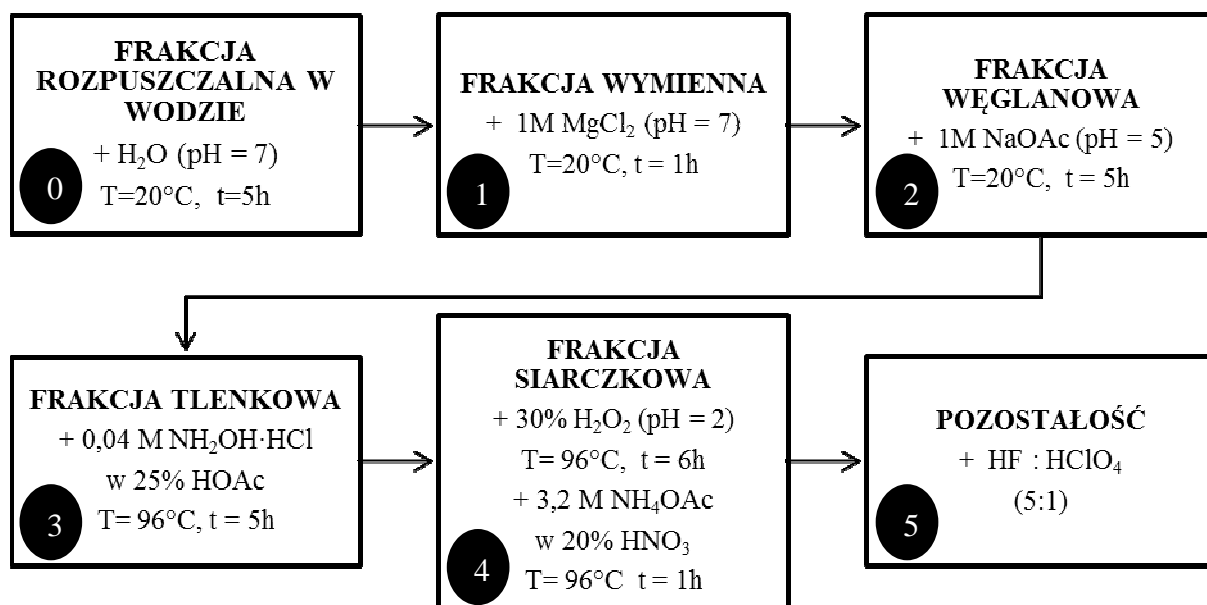 FRAKCJA
ROZPUSZCZALNA W
WODZIE
+ H₂O (pH = 7)
T=20°C, t=5h
0
FRAKCJA WYMIENNA
+ 1M MgCl₂ (pH = 7)
T=20°C, t = 1h
1
FRAKCJA
WĘGLANOWA
+ 1M NaOAc (pH = 5)
T=20°C, t = 5h
2
FRAKCJA TLENKOWA
+ 0,04 M NH₂OH·HCl
w 25% HOAc
T= 96°C, t = 5h
3
FRAKCJA
SIARCZKOWA
+ 30% H₂O₂ (pH = 2)
T= 96°C, t = 6h
+ 3,2 M NH₄OAc
w 20% HNO₃
T= 96°C t = 1h
4
POZOSTAŁOŚĆ
+ HF : HClO₄
(5:1)
5